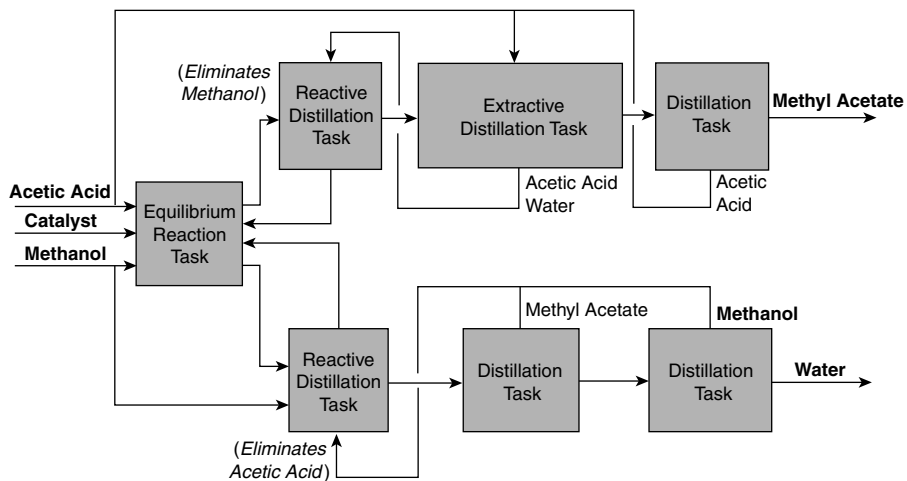 (Eliminates
Methanol)
Reactive
Distillation
Task
Extractive
Distillation Task
Distillation
Task
Methyl Acetate
Acetic Acid
Water
Acetic
Acid
Acetic Acid
Catalyst
Methanol
Equilibrium
Reaction
Task
Methyl Acetate
Methanol
Reactive
Distillation
Task
Distillation
Task
Distillation
Task
Water
(Eliminates
Acetic Acid)